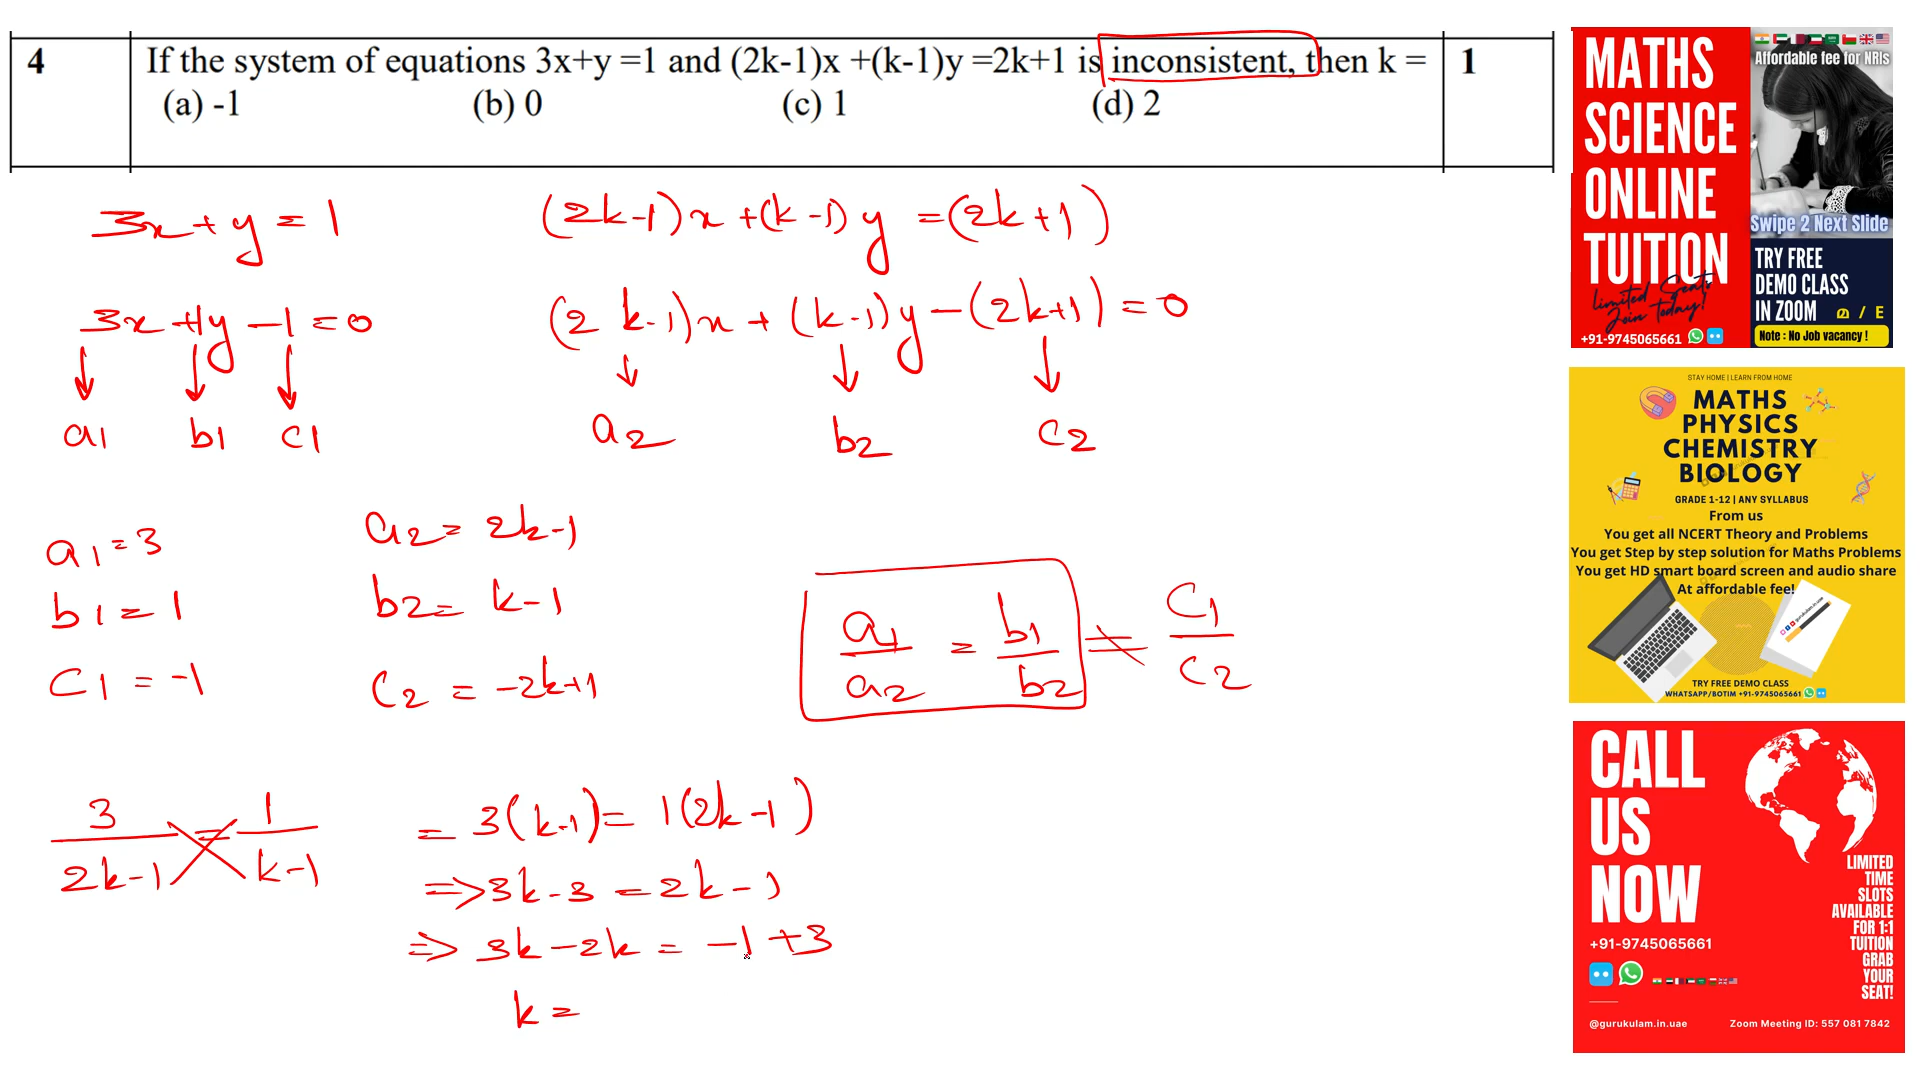 4 If the system of equations 3x+y =1 and (2k-1)x +(k-1)y =2k+1 is inconsistent, then k = 1
(a) -1 (b) 0 (c) 1 (d) 2
3x+y=1 (2k-1)x+(k-1)y=(2k+1)
3x+1y-1=0 (2k-1)x+(k-1)y-(2k+1)=0
a1 b1 c1 a2 b2 c2
a1=3 a2=2k-1
b1=1 b2=k-1
c1=-1 c2=-2k+1
a1/a2 = b1/b2 ≠ c1/c2
3/2k-1 = 1/k-1
= 3(k-1)=1(2k-1)
=>3k-3=2k-1
=>3k-2k=-1+3
k=
MATHS
SCIENCE
ONLINE
TUITION
Limited Seats
Join Today!
+91-9745065661
Affordable fee for NRIs
Swipe 2 Next Slide
TRY FREE
DEMO CLASS
IN ZOOM
മ / E
Note : No Job vacancy !
STAY HOME | LEARN FROM HOME
MATHS
PHYSICS
CHEMISTRY
BIOLOGY
GRADE 1-12 | ANY SYLLABUS
From us
You get all NCERT Theory and Problems
You get Step by step solution for Maths Problems
You get HD smart board screen and audio share
At affordable fee!
TRY FREE DEMO CLASS
WHATSAPP/BOTIM +91-9745065661
CALL
US
NOW
+91-9745065661
LIMITED
TIME
SLOTS
AVAILABLE
FOR 1:1
TUITION
GRAB
YOUR
SEAT!
@gurukulam.in.uae Zoom Meeting ID: 557 081 7842